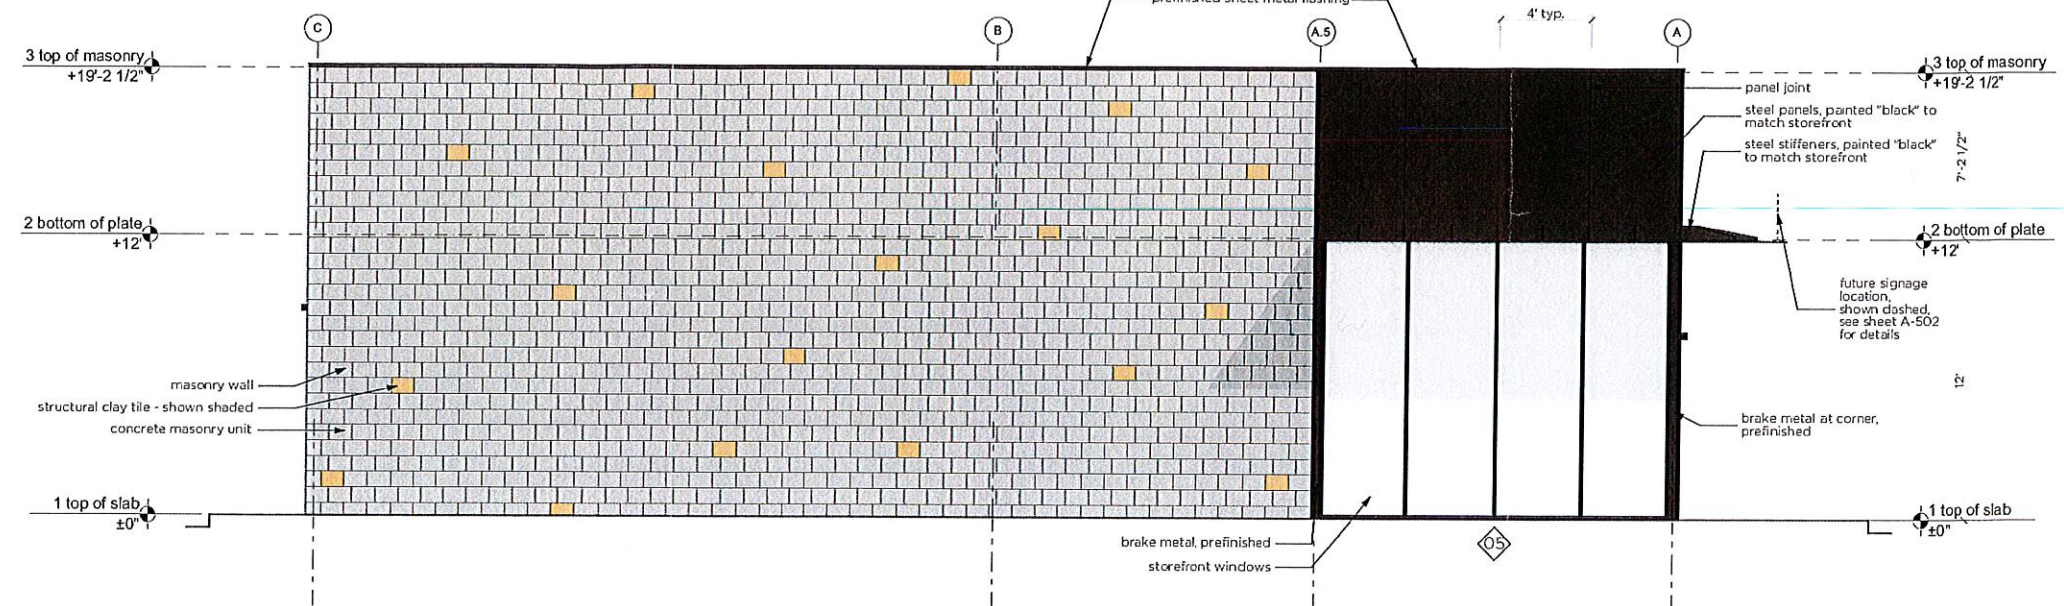 prefinished sheet metal flashing
4' typ.
C
B
A.5
A
3 top of masonry
+19'-2 1/2"
3 top of masonry
+19'-2 1/2"
panel joint
steel panels, painted "black" to
match storefront
steel stiffeners, painted "black"
to match storefront
7'-2 1/2"
2 bottom of plate
+12'
2 bottom of plate
+12'
future signage
location,
shown dashed,
see sheet A-502
for details
12'
masonry wall
structural clay tile - shown shaded
concrete masonry unit
brake metal at corner,
prefinished
1 top of slab
±0"
1 top of slab
±0"
brake metal, prefinished
storefront windows
05